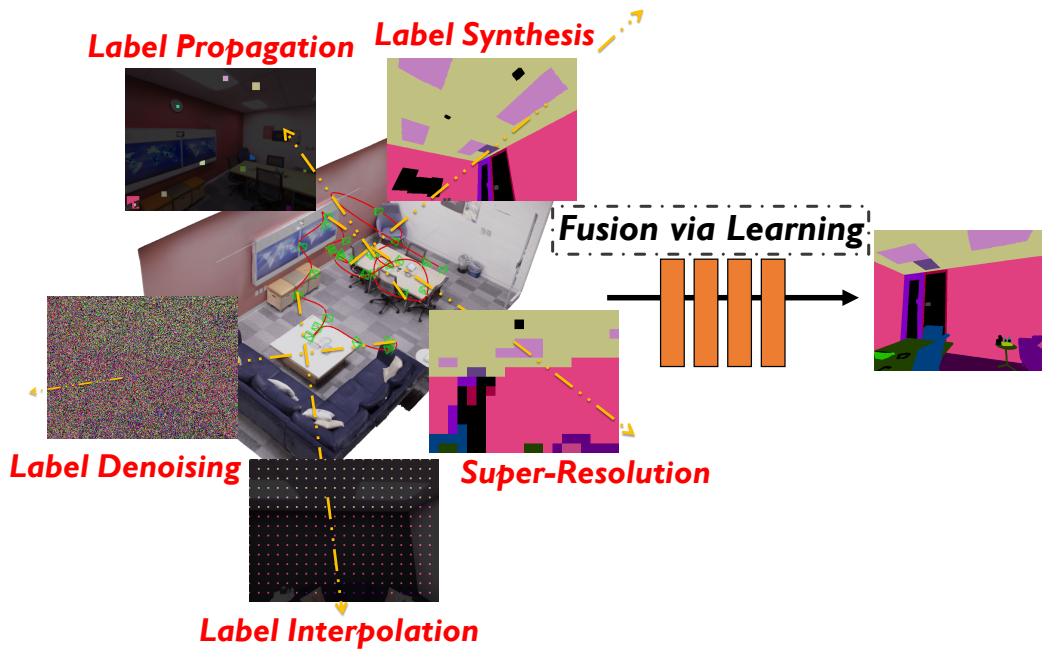 Label Propagation
Label Synthesis
Fusion via Learning
Label Denoising
Super-Resolution
Label Interpolation